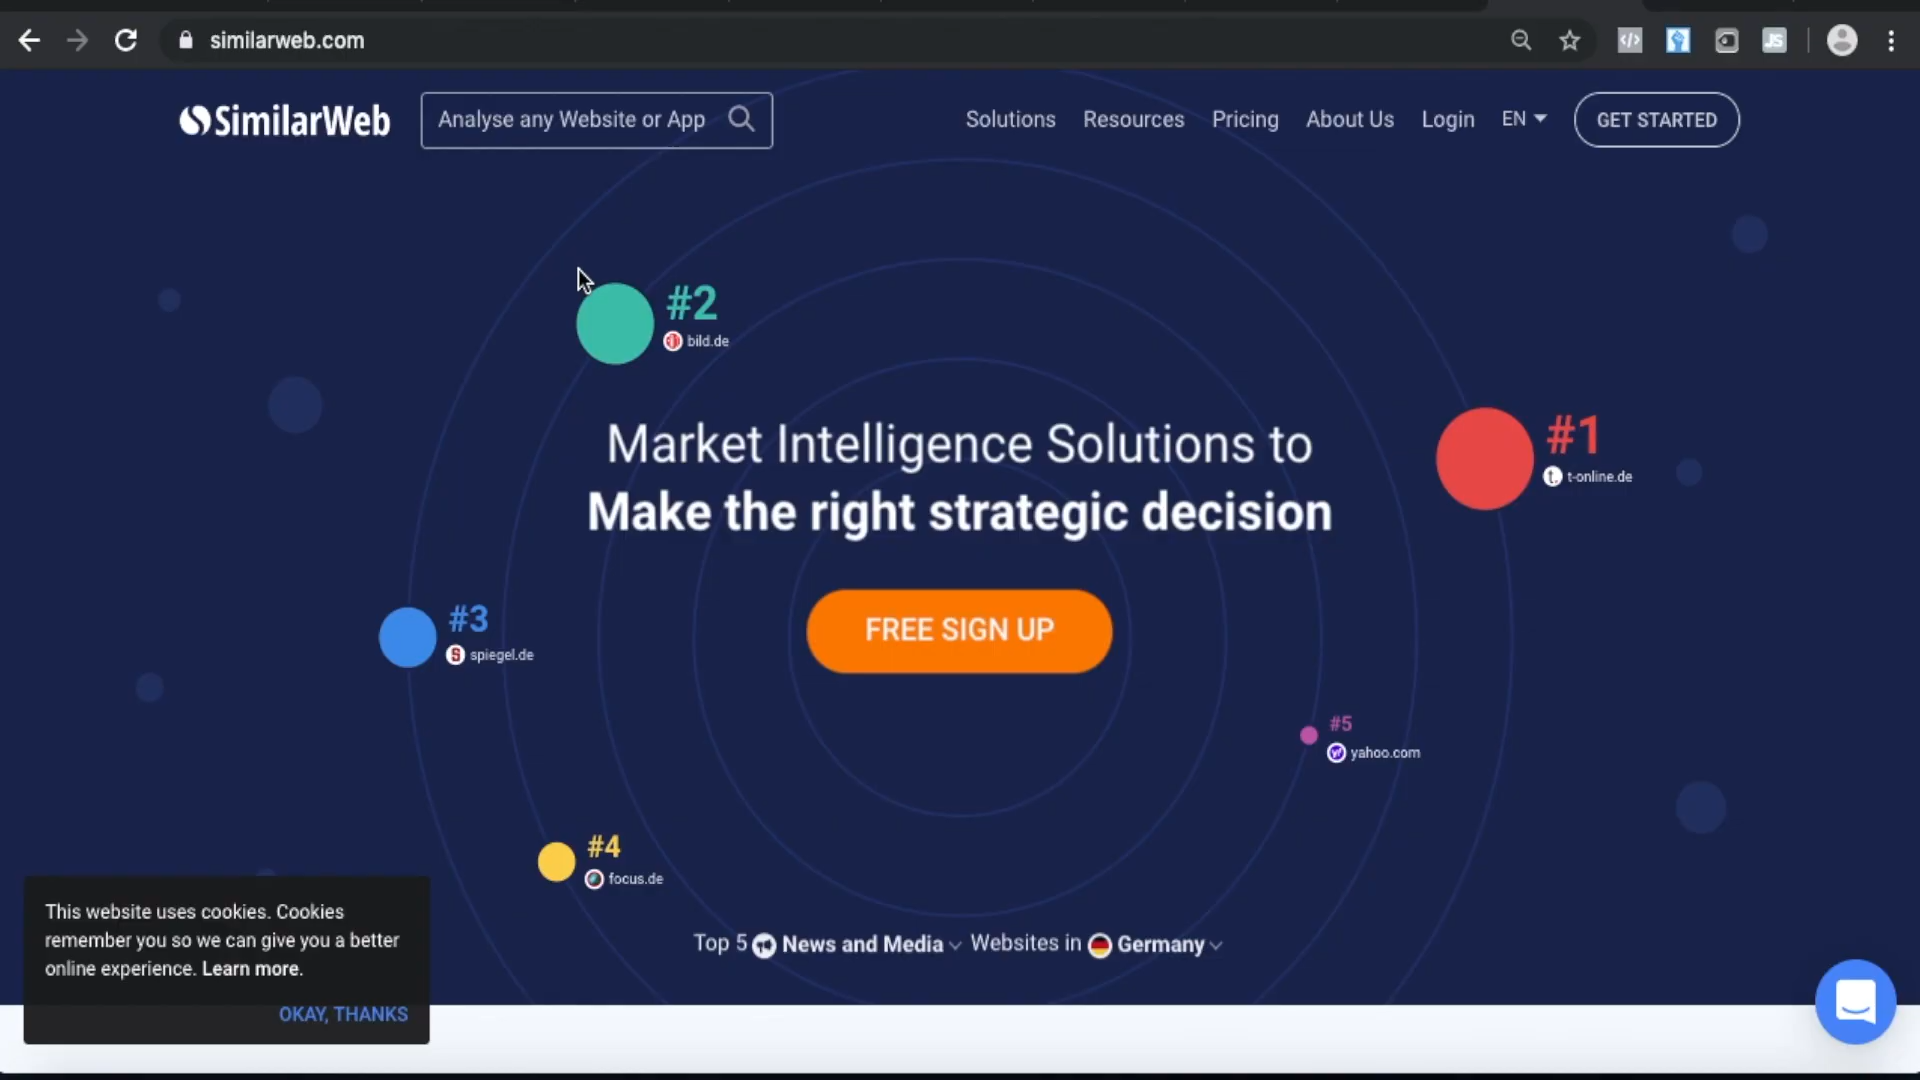 similarweb.com
SimilarWeb
Analyse any Website or App
Solutions
Resources
Pricing
About Us
Login
EN
GET STARTED
#2
bild.de
Market Intelligence Solutions to
Make the right strategic decision
#1
t-online.de
FREE SIGN UP
#3
spiegel.de
#5
yahoo.com
#4
focus.de
Top 5 News and Media Websites in Germany
This website uses cookies. Cookies
remember you so we can give you a better
online experience. Learn more.
OKAY, THANKS
JS